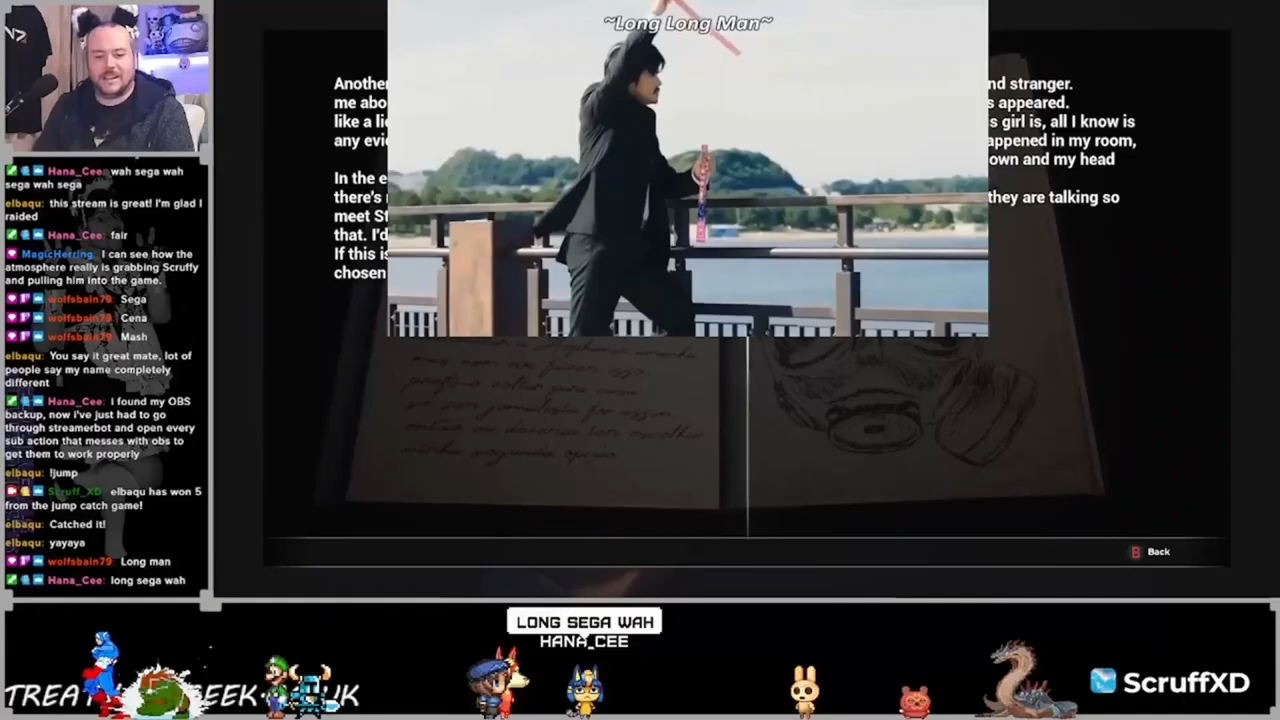 ~Long Long Man~
Anothe
nd stranger.
me abo
s appeared.
like a li
s girl is, all I know is
any evi
appened in my room,
own and my head
In the e
there's
they are talking so
meet St
that. I'd
If this is
chosen
Back
Hana_Cee: wah sega wah
sega wah sega
elbaqu: this stream is great! I'm glad I
raided
Hana_Cee: fair
MagicHerring: I can see how the
atmosphere really is grabbing Scruffy
and pulling him into the game.
wolfsbain79: Sega
wolfsbain79: Cena
wolfsbain79: Mash
elbaqu: You say it great mate, lot of
people say my name completely
different
Hana_Cee: I found my OBS
backup, now i've just had to go
through streamerbot and open every
sub action that messes with obs to
get them to work properly
elbaqu: !jump
Scruff_XD: elbaqu has won 5
from the jump catch game!
elbaqu: Catched it!
elbaqu: yayaya
wolfsbain79: Long man
Hana_Cee: long sega wah
LONG SEGA WAH
HANA_CEE
TREA
EEK
UK
ScruffXD